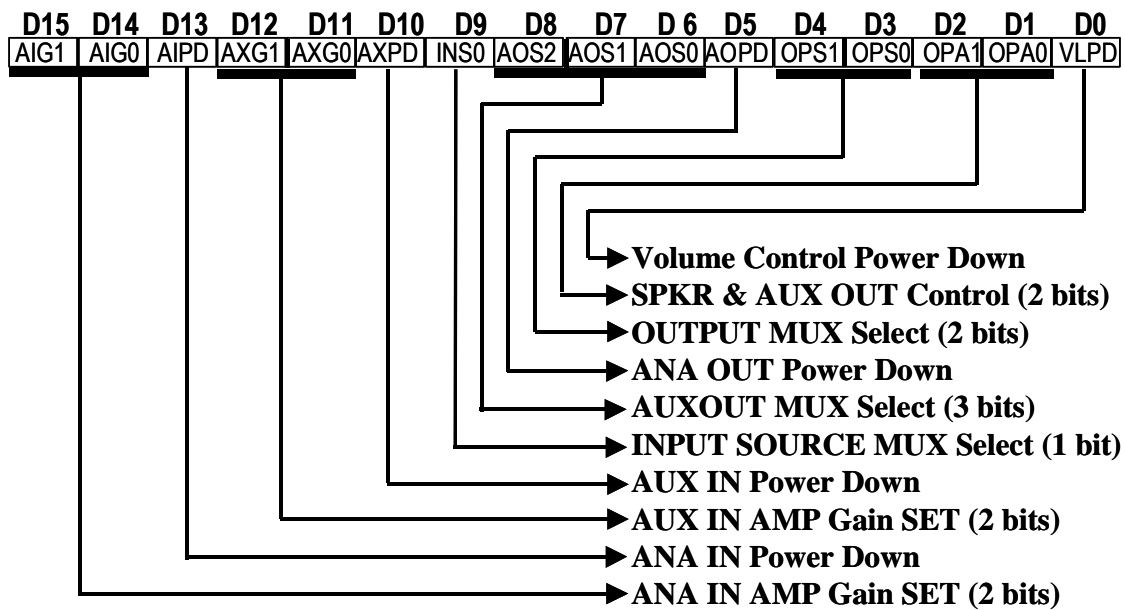 D15 D14 D13 D12 D11 D10 D9 D8 D7 D 6 D5 D4 D3 D2 D1 D0
AIG1 AIG0 AIPD AXG1 AXG0 AXPD INS0 AOS2 AOS1 AOS0 AOPD OPS1 OPS0 OPA1 OPA0 VLPD
Volume Control Power Down
SPKR & AUX OUT Control (2 bits)
OUTPUT MUX Select (2 bits)
ANA OUT Power Down
AUXOUT MUX Select (3 bits)
INPUT SOURCE MUX Select (1 bit)
AUX IN Power Down
AUX IN AMP Gain SET (2 bits)
ANA IN Power Down
ANA IN AMP Gain SET (2 bits)